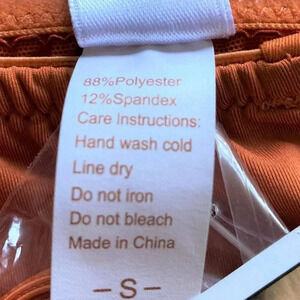 88%Polyester
12%Spandex
Care Instructions:
Hand wash cold
Line dry
Do not iron
Do not bleach
Made in China
–S–